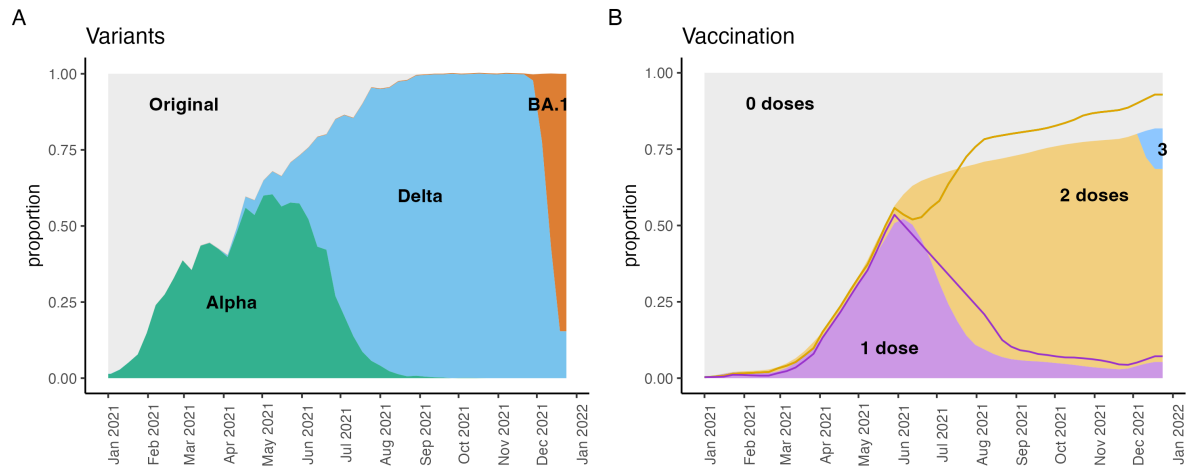 A
Variants
1.00
0.75
0.50
0.25
0.00
proportion
Original
BA.1
Delta
Alpha
Jan 2021
Feb 2021
Mar 2021
Apr 2021
May 2021
Jun 2021
Jul 2021
Aug 2021
Sep 2021
Oct 2021
Nov 2021
Dec 2021
Jan 2022
B
Vaccination
1.00
0.75
0.50
0.25
0.00
proportion
0 doses
3
2 doses
1 dose
Jan 2021
Feb 2021
Mar 2021
Apr 2021
May 2021
Jun 2021
Jul 2021
Aug 2021
Sep 2021
Oct 2021
Nov 2021
Dec 2021
Jan 2022